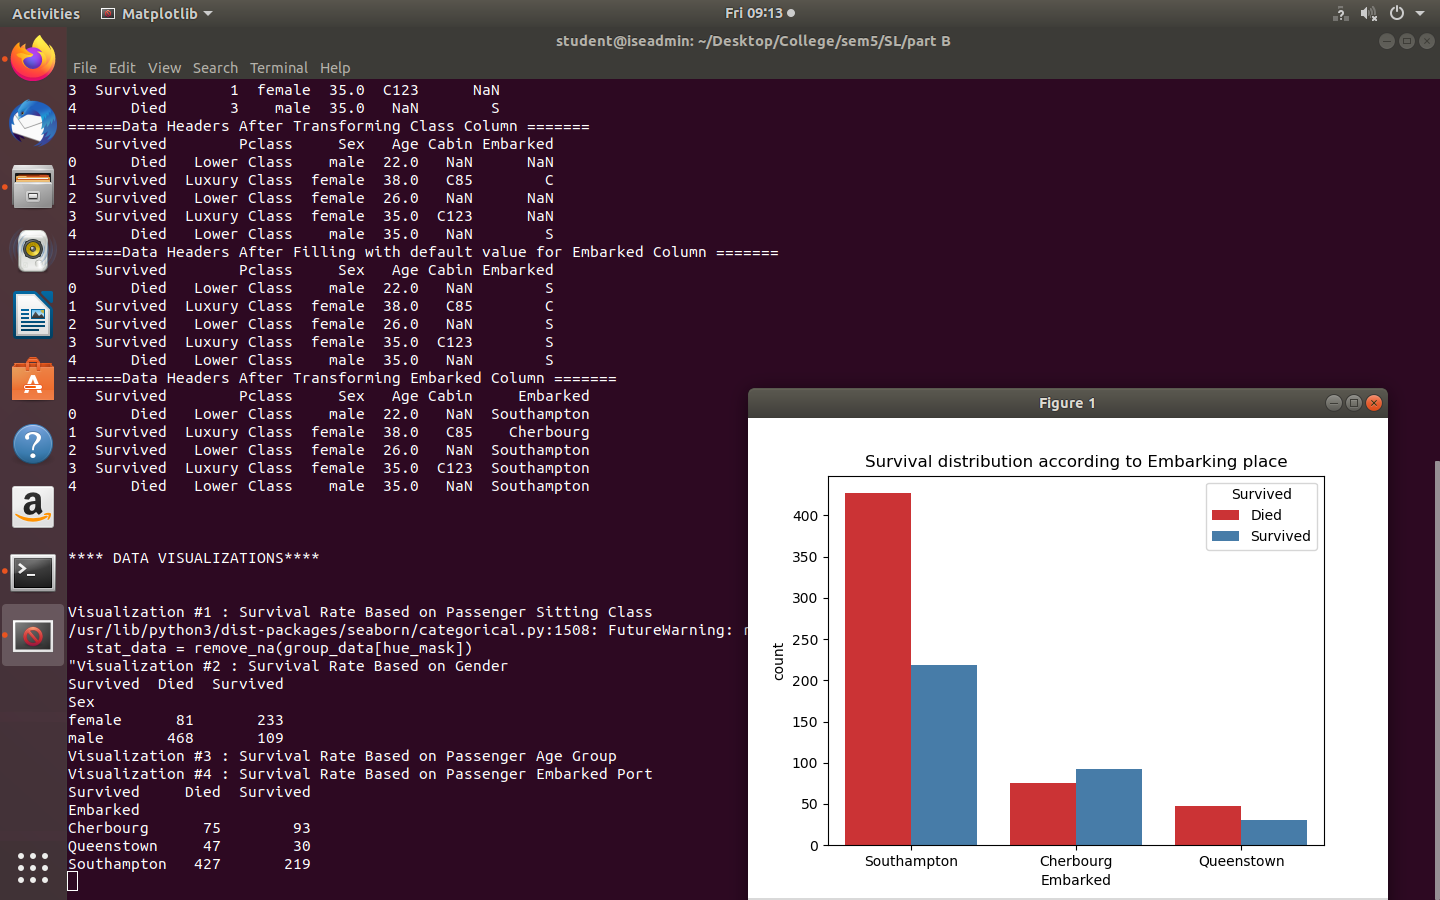 Activities Matplotlib Fri 09:13
student@iseadmin: ~/Desktop/College/sem5/SL/part B
File Edit View Search Terminal Help
3  Survived       1  female  35.0  C123      NaN
4      Died       3    male  35.0   NaN        S
======Data Headers After Transforming Class Column =======
   Survived        Pclass     Sex   Age Cabin Embarked
0      Died   Lower Class    male  22.0   NaN      NaN
1  Survived  Luxury Class  female  38.0   C85        C
2  Survived   Lower Class  female  26.0   NaN      NaN
3  Survived  Luxury Class  female  35.0  C123      NaN
4      Died   Lower Class    male  35.0   NaN        S
======Data Headers After Filling with default value for Embarked Column =======
   Survived        Pclass     Sex   Age Cabin Embarked
0      Died   Lower Class    male  22.0   NaN        S
1  Survived  Luxury Class  female  38.0   C85        C
2  Survived   Lower Class  female  26.0   NaN        S
3  Survived  Luxury Class  female  35.0  C123        S
4      Died   Lower Class    male  35.0   NaN        S
======Data Headers After Transforming Embarked Column =======
   Survived        Pclass     Sex   Age Cabin     Embarked
0      Died   Lower Class    male  22.0   NaN  Southampton
1  Survived  Luxury Class  female  38.0   C85    Cherbourg
2  Survived   Lower Class  female  26.0   NaN  Southampton
3  Survived  Luxury Class  female  35.0  C123  Southampton
4      Died   Lower Class    male  35.0   NaN  Southampton
**** DATA VISUALIZATIONS****
Visualization #1 : Survival Rate Based on Passenger Sitting Class
/usr/lib/python3/dist-packages/seaborn/categorical.py:1508: FutureWarning:
  stat_data = remove_na(group_data[hue_mask])
"Visualization #2 : Survival Rate Based on Gender
Survived  Died  Survived
Sex
female      81       233
male       468       109
Visualization #3 : Survival Rate Based on Passenger Age Group
Visualization #4 : Survival Rate Based on Passenger Embarked Port
Survived     Died  Survived
Embarked
Cherbourg      75        93
Queenstown     47        30
Southampton   427       219
Figure 1
Survival distribution according to Embarking place
Survived
Died
Survived
400
350
300
250
200
150
100
50
0
count
Southampton Cherbourg Queenstown
Embarked